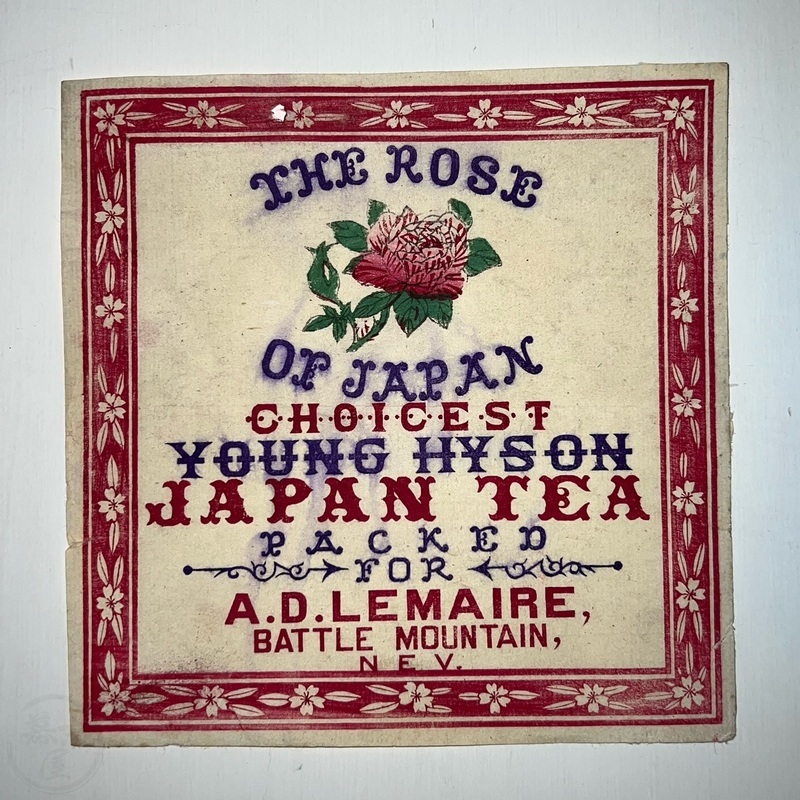 THE ROSE
OF JAPAN
CHOICEST
YOUNG HYSON
JAPAN TEA
PACKED
FOR
A.D.LEMAIRE,
BATTLE MOUNTAIN,
NEV.